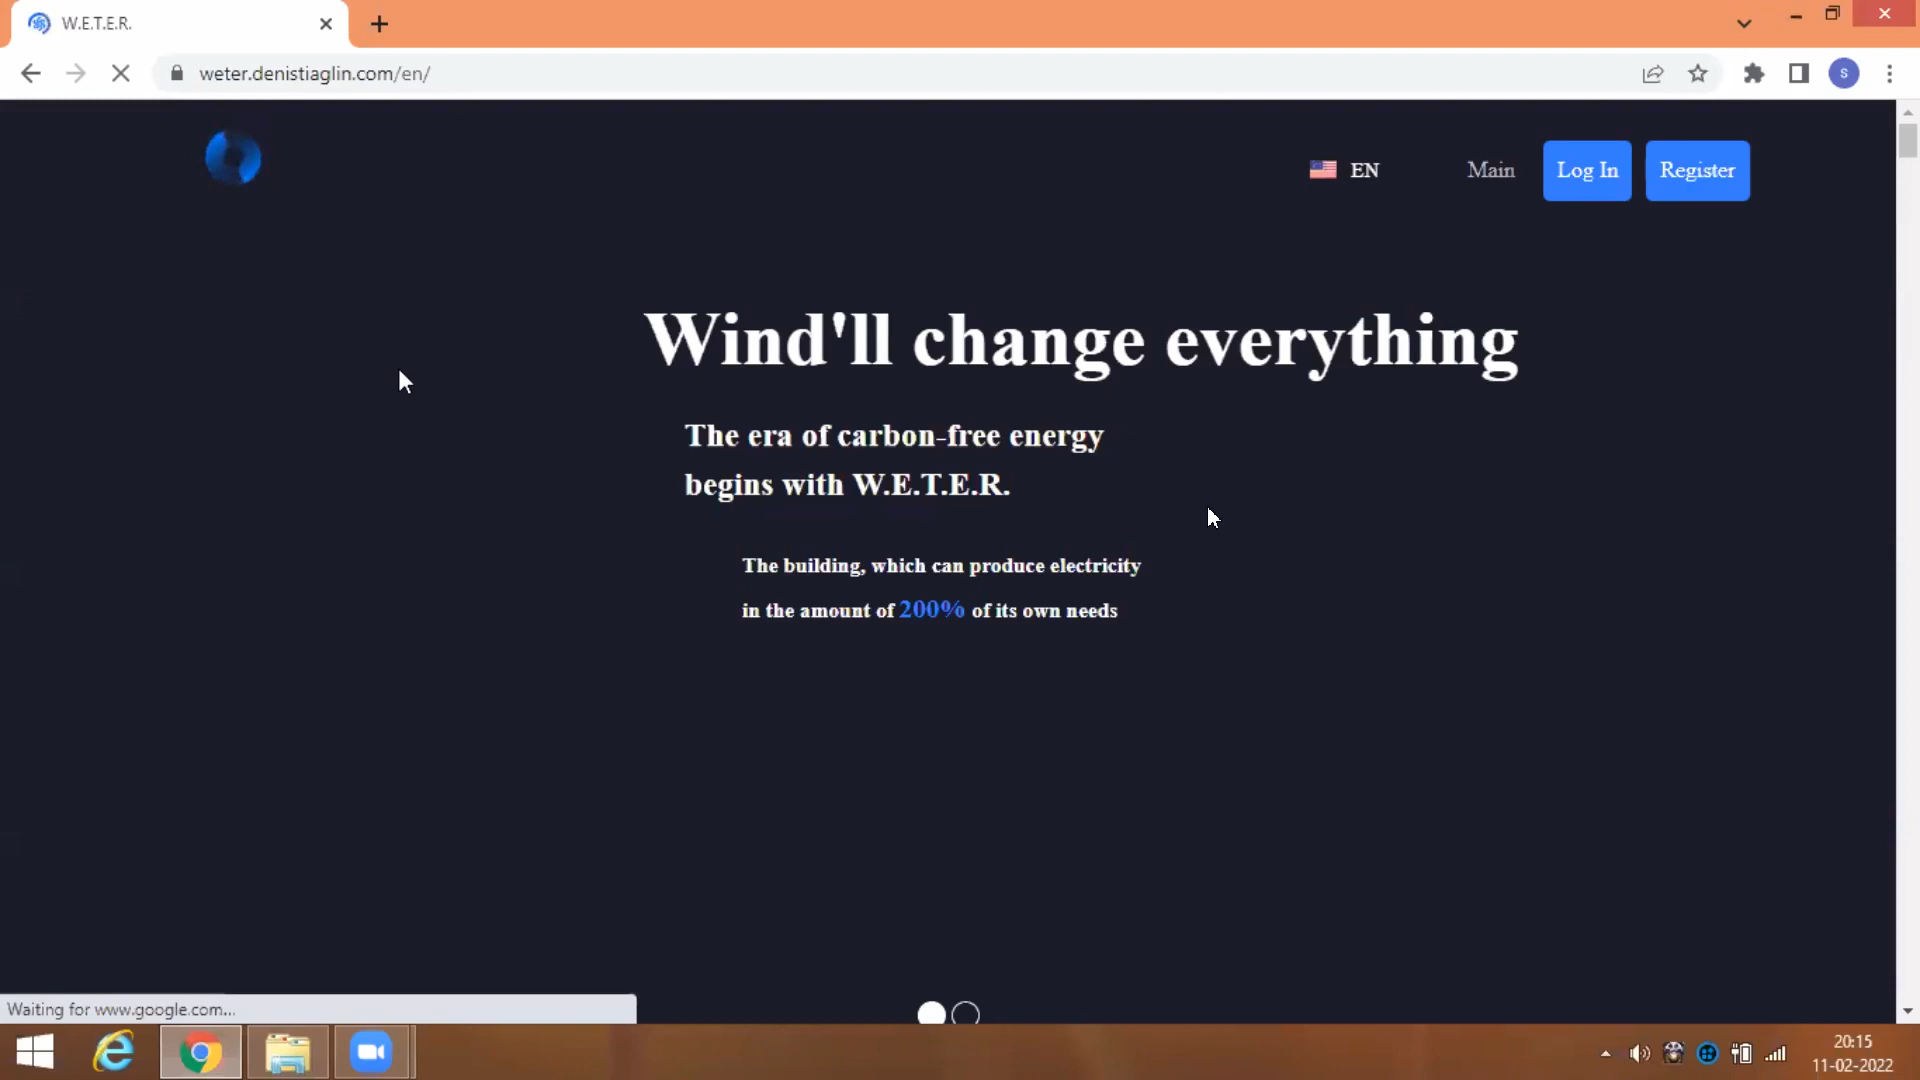 W.E.T.E.R.
weter.denistiaglin.com/en/
S
EN
Main
Log In
Register
Wind'll change everything
The era of carbon-free energy
begins with W.E.T.E.R.
The building, which can produce electricity
in the amount of 200% of its own needs
Waiting for www.google.com...
20:15
11-02-2022